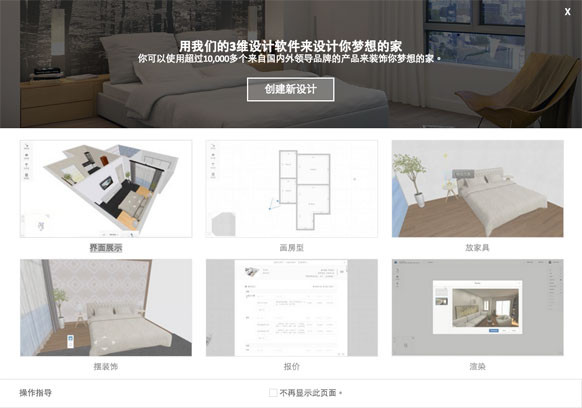 X
用我们的3维设计软件来设计你梦想的家
你可以使用超过10,000多个来自国内外领导品牌的产品来装饰你梦想的家。
创建新设计
界面展示
画房型
放家具
摆装饰
报价
渲染
操作指导
不再显示此页面。